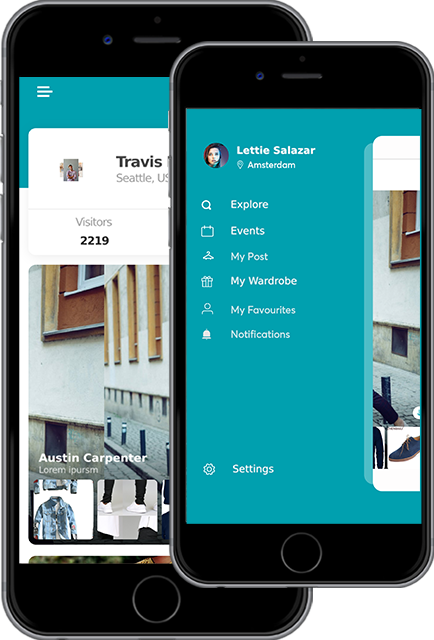 Travis
Seattle, US
Visitors
2219
Austin Carpenter
Lorem ipursm
Lettie Salazar
Amsterdam
Explore
Events
My Post
My Wardrobe
My Favourites
Notifications
Settings